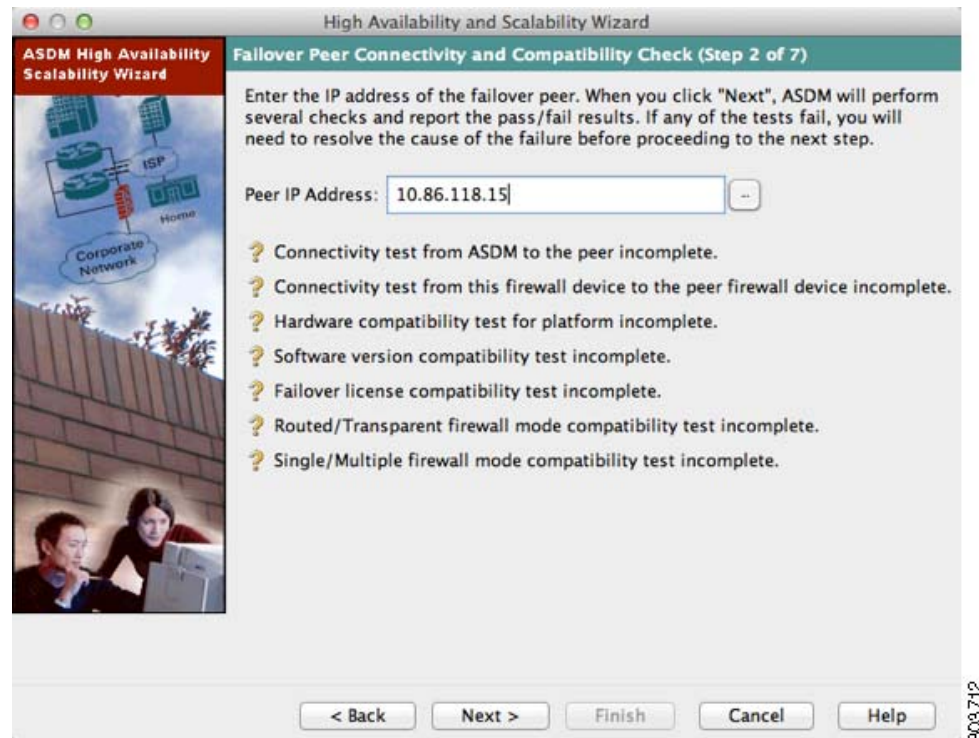 High Availability and Scalability Wizard
ASDM High Availability
Scalability Wizard
Failover Peer Connectivity and Compatibility Check (Step 2 of 7)
Enter the IP address of the failover peer. When you click "Next", ASDM will perform
several checks and report the pass/fail results. If any of the tests fail, you will
need to resolve the cause of the failure before proceeding to the next step.
ISP
Home
Corporate
Network
Peer IP Address: 10.86.118.15
...
? Connectivity test from ASDM to the peer incomplete.
? Connectivity test from this firewall device to the peer firewall device incomplete.
? Hardware compatibility test for platform incomplete.
? Software version compatibility test incomplete.
? Failover license compatibility test incomplete.
? Routed/Transparent firewall mode compatibility test incomplete.
? Single/Multiple firewall mode compatibility test incomplete.
< Back Next > Finish Cancel Help
303712